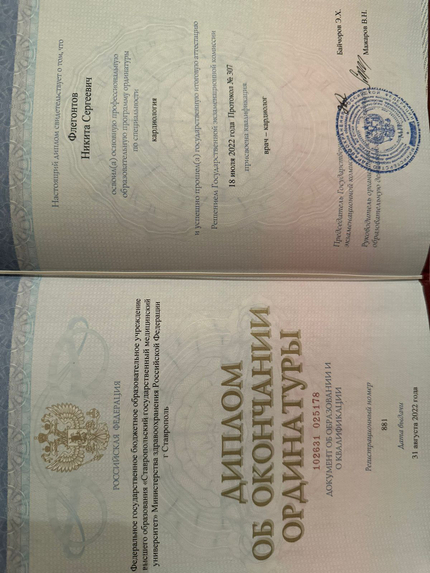 РОССИЙСКАЯ ФЕДЕРАЦИЯ
Федеральное государственное бюджетное образовательное учреждение
высшего образования «Ставропольский государственный медицинский
университет» Министерства здравоохранения Российской Федерации
г Ставрополь
ДИПЛОМ
ОБ ОКОНЧАНИИ
ОРДИНАТУРЫ
102631 025178
ДОКУМЕНТ ОБ ОБРАЗОВАНИИ И
О КВАЛИФИКАЦИИ
Регистрационный номер
881
Дата выдачи
31 августа 2022 года
Настоящий диплом свидетельствует о том, что
Флегонтов
Никита Сергеевич
освоил(а) основную профессиональную
образовательную программу ординатуры
по специальности
кардиология
и успешно прошел(а) государственную итоговую аттестацию
Решением Государственной экзаменационной комиссии
18 июля 2022 года Протокол № 307
присвоена квалификация
врач – кардиолог
Председатель Государственной
экзаменационной комиссии
Байчоров Э.Х.
Руководитель
образовательную
Мажаров В.Н.